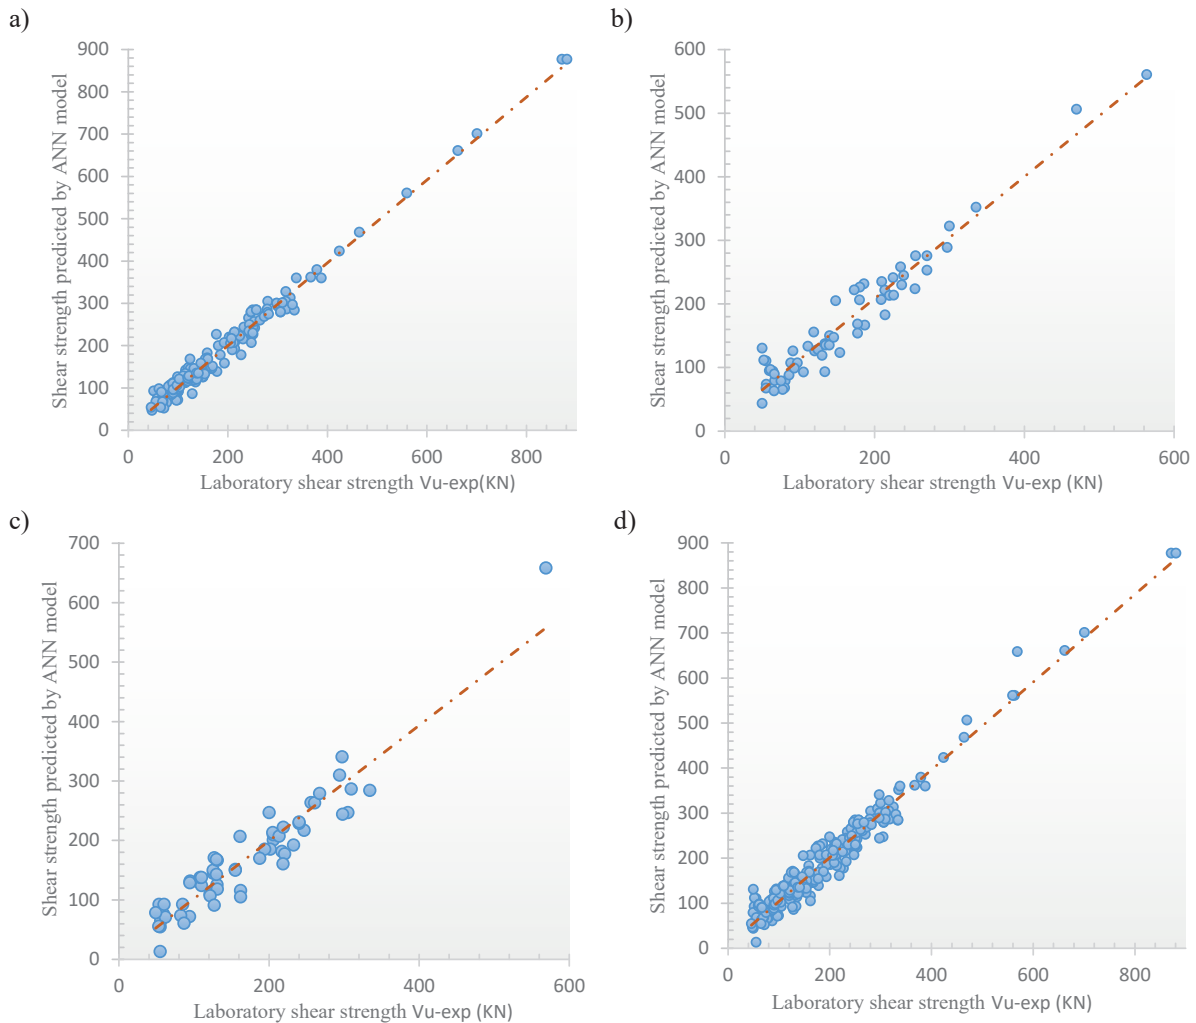 a)
Shear strength predicted by ANN model
900
800
700
600
500
400
300
200
100
0
0 200 400 600 800
Laboratory shear strength Vu-exp(KN)
b)
Shear strength predicted by ANN model
600
500
400
300
200
100
0
0 200 400 600
Laboratory shear strength Vu-exp (KN)
c)
Shear strength predicted by ANN model
700
600
500
400
300
200
100
0
0 200 400 600
Laboratory shear strength Vu-exp (KN)
d)
Shear strength predicted by ANN model
900
800
700
600
500
400
300
200
100
0
0 200 400 600 800
Laboratory shear strength Vu-exp (KN)